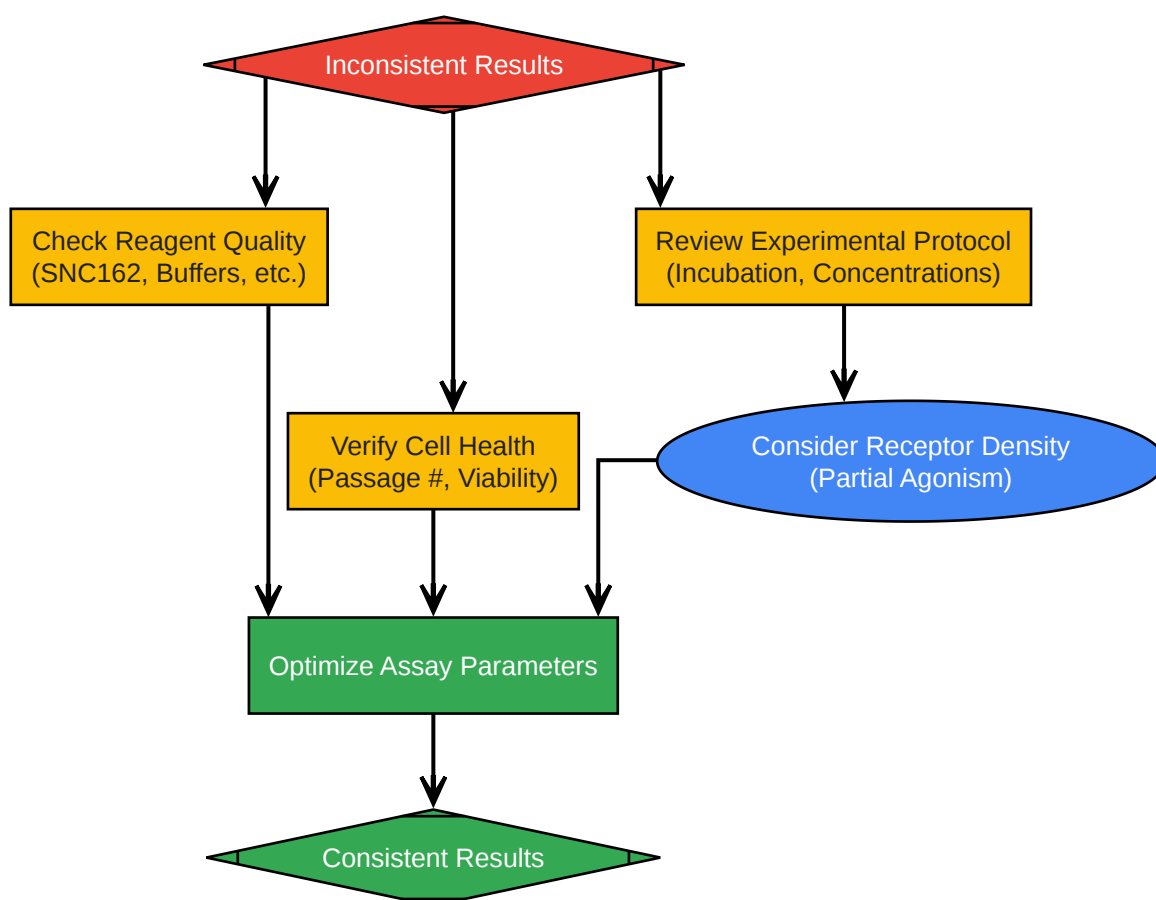 Inconsistent Results
Check Reagent Quality
(SNC162, Buffers, etc.)
Review Experimental Protocol
(Incubation, Concentrations)
Verify Cell Health
(Passage #, Viability)
Consider Receptor Density
(Partial Agonism)
Optimize Assay Parameters
Consistent Results